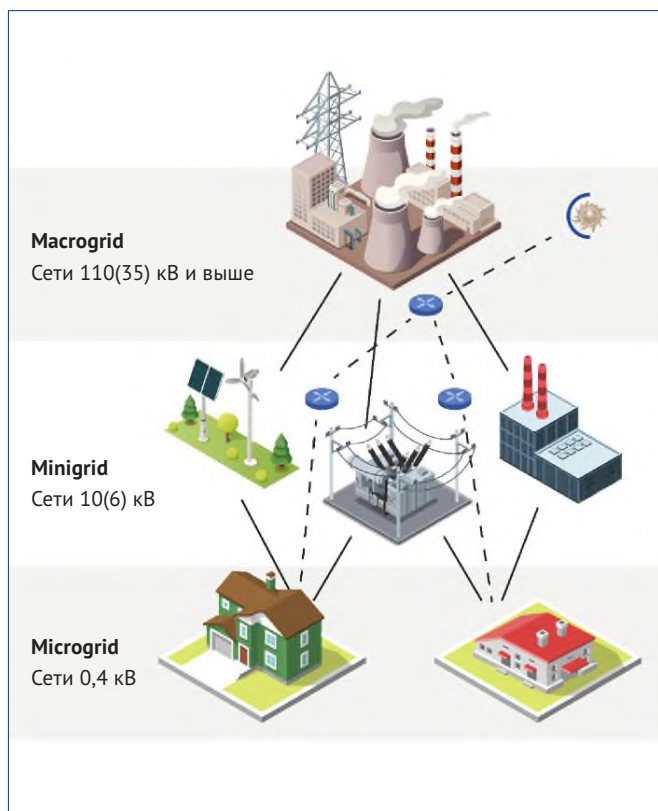 Macrogrid
Сети 110(35) кВ и выше
Minigrid
Сети 10(6) кВ
Microgrid
Сети 0,4 кВ